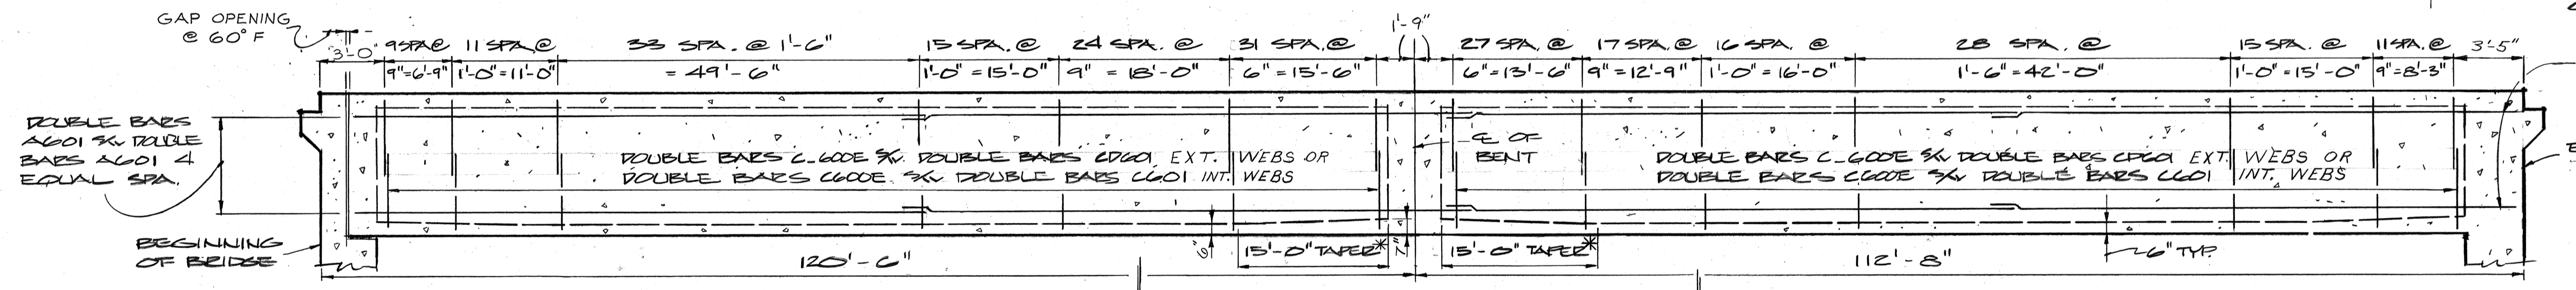 GAP OPENING
@ 60° F
3'-0"
9 SPA @
9"=6'-9"
11 SPA. @
1'-0"=11'-0"
33 SPA. @ 1'-6"
= 49'-6"
15 SPA. @
1'-0" = 15'-0"
24 SPA. @
9" = 18'-0"
31 SPA. @
6" = 15'-6"
1'-9"
27 SPA. @
6"=13'-6"
17 SPA. @
9" = 12'-9"
16 SPA. @
1'-0" = 16'-0"
28 SPA. @
1'-6" = 42'-0"
15 SPA. @
1'-0" = 15'-0"
11 SPA. @
9"=8'-3"
3'-5"
DOUBLE BARS
A601 DOUBLE
BARS A601 4
EQUAL SPA.
DOUBLE BARS C_600E DOUBLE BARS CD601 EXT. WEBS OR
DOUBLE BARS C600E DOUBLE BARS C601 INT. WEBS
℄ OF
BENT
DOUBLE BARS C_600E DOUBLE BARS CD601 EXT. WEBS OR
DOUBLE BARS C600E DOUBLE BARS C601 INT. WEBS
BEGINNING
OF BRIDGE
120'-6"
6"
15'-0" TAPER*
7"
15'-0" TAPER*
112'-8"
6" TYP.